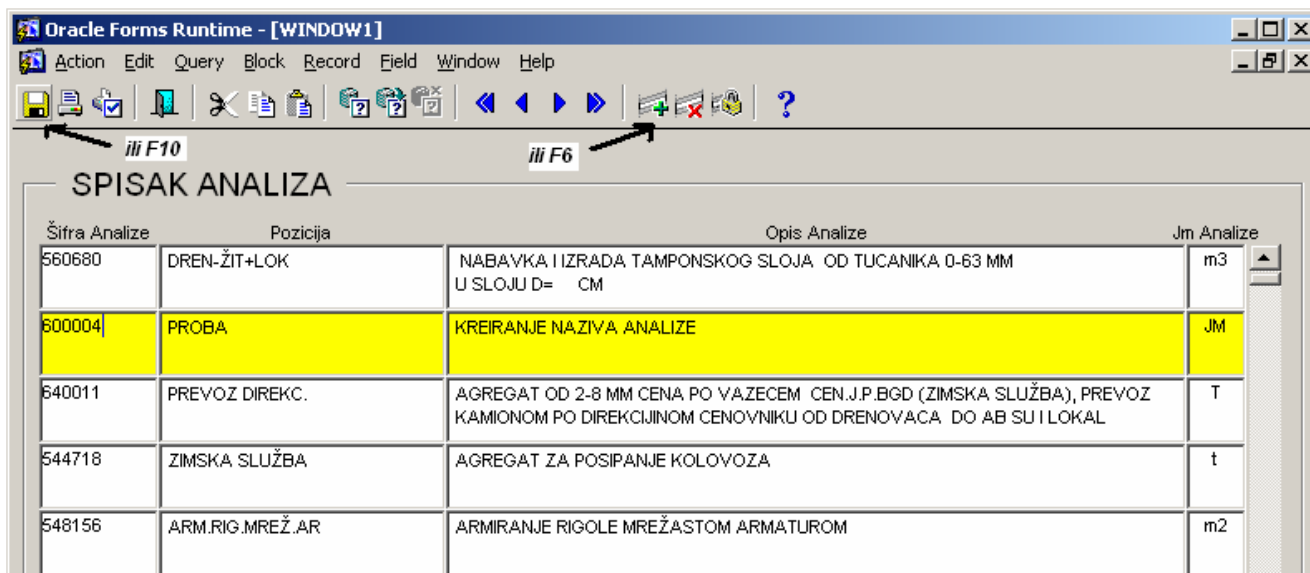 Oracle Forms Runtime - [WINDOW1]
Action Edit Query Block Record Field Window Help
ili F10
ili F6
SPISAK ANALIZA
Šifra Analize Pozicija Opis Analize Jm Analize
560680 DREN-ŽIT+LOK NABAVKA I IZRADA TAMPONSKOG SLOJA OD TUCANIKA 0-63 MM m3
U SLOJU D= CM
600004 PROBA KREIRANJE NAZIVA ANALIZE JM
640011 PREVOZ DIREKC. AGREGAT OD 2-8 MM CENA PO VAZECEM CEN.J.P.BGD (ZIMSKA SLUŽBA), PREVOZ T
KAMIONOM PO DIREKCIJINOM CENOVNIKU OD DRENOVACA DO AB SU I LOKAL
544718 ZIMSKA SLUŽBA AGREGAT ZA POSIPANJE KOLOVOZA t
548156 ARM.RIG.MREŽ.AR ARMIRANJE RIGOLE MREŽASTOM ARMATUROM m2